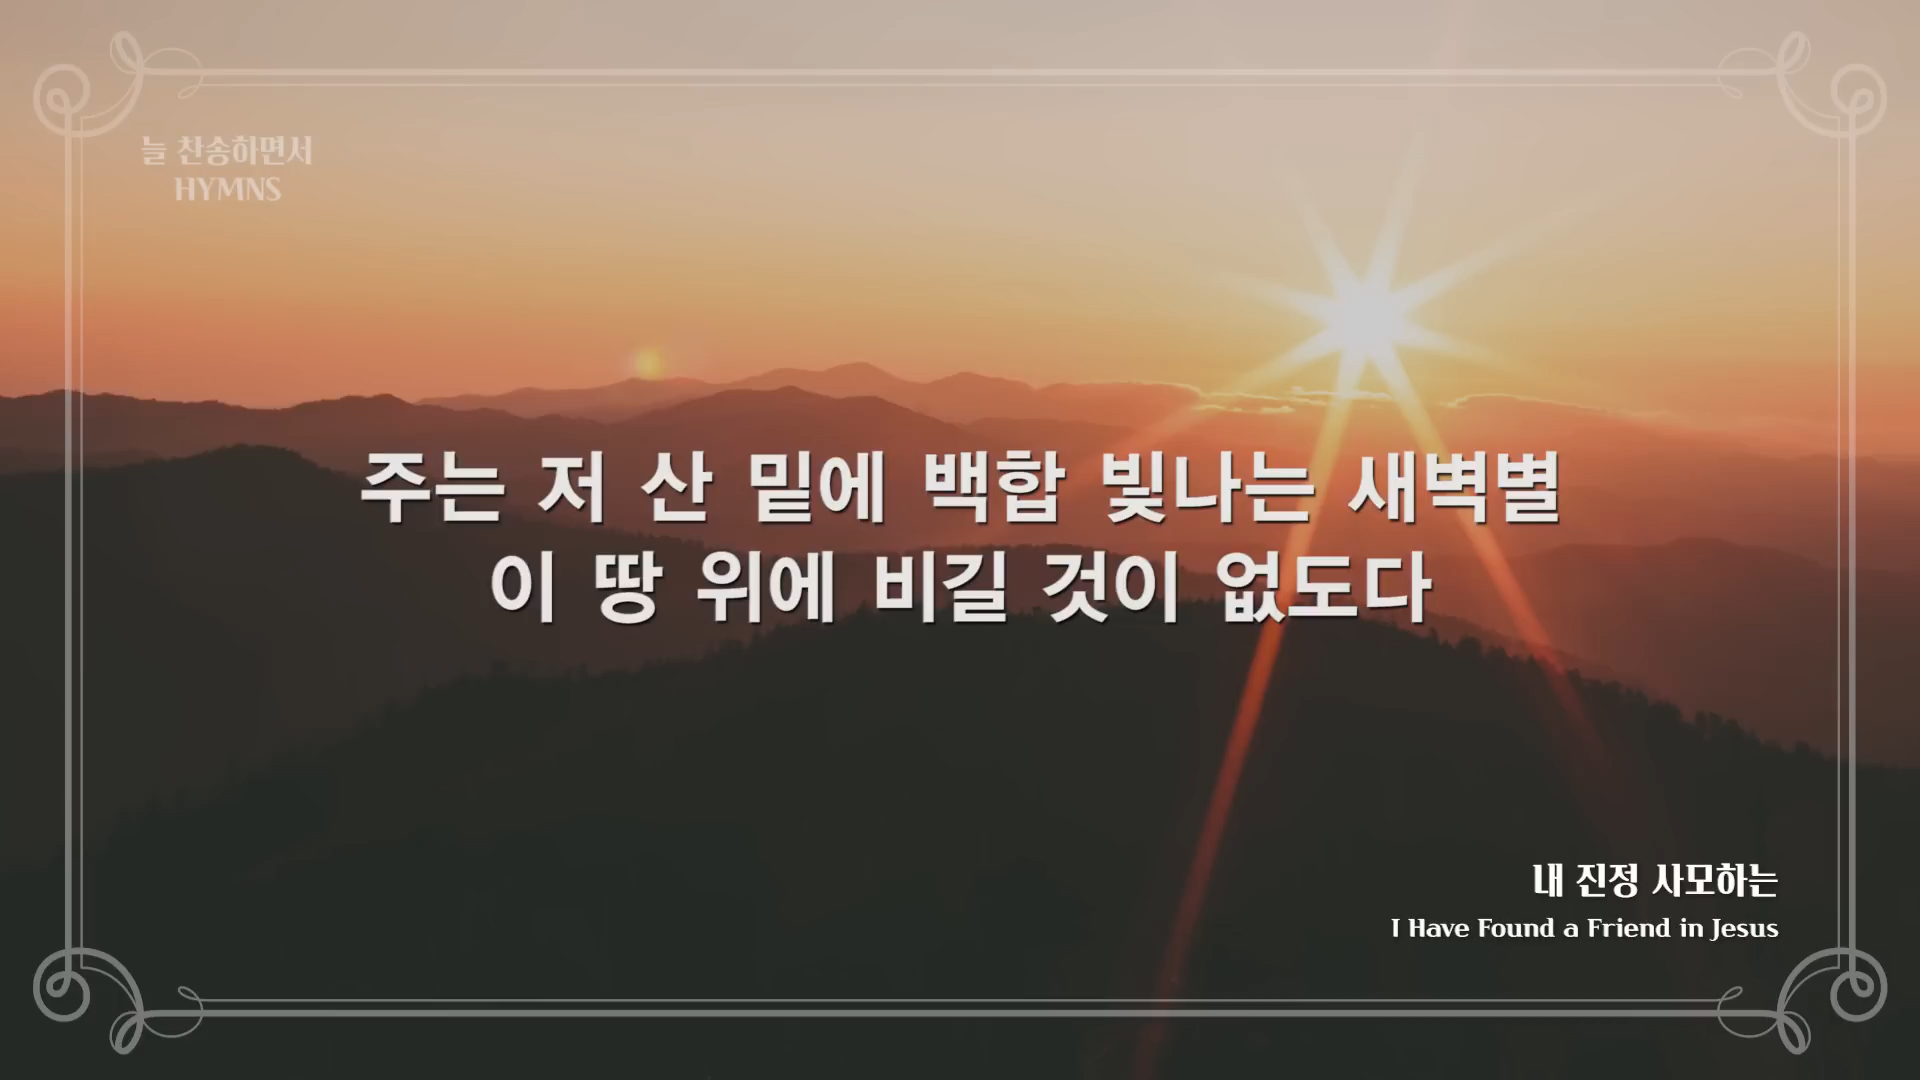 늘 찬송하면서
HYMNS
주는 저 산 밑에 백합 빛나는 새벽별
이 땅 위에 비길 것이 없도다
내 진정 사모하는
I Have Found a Friend in Jesus